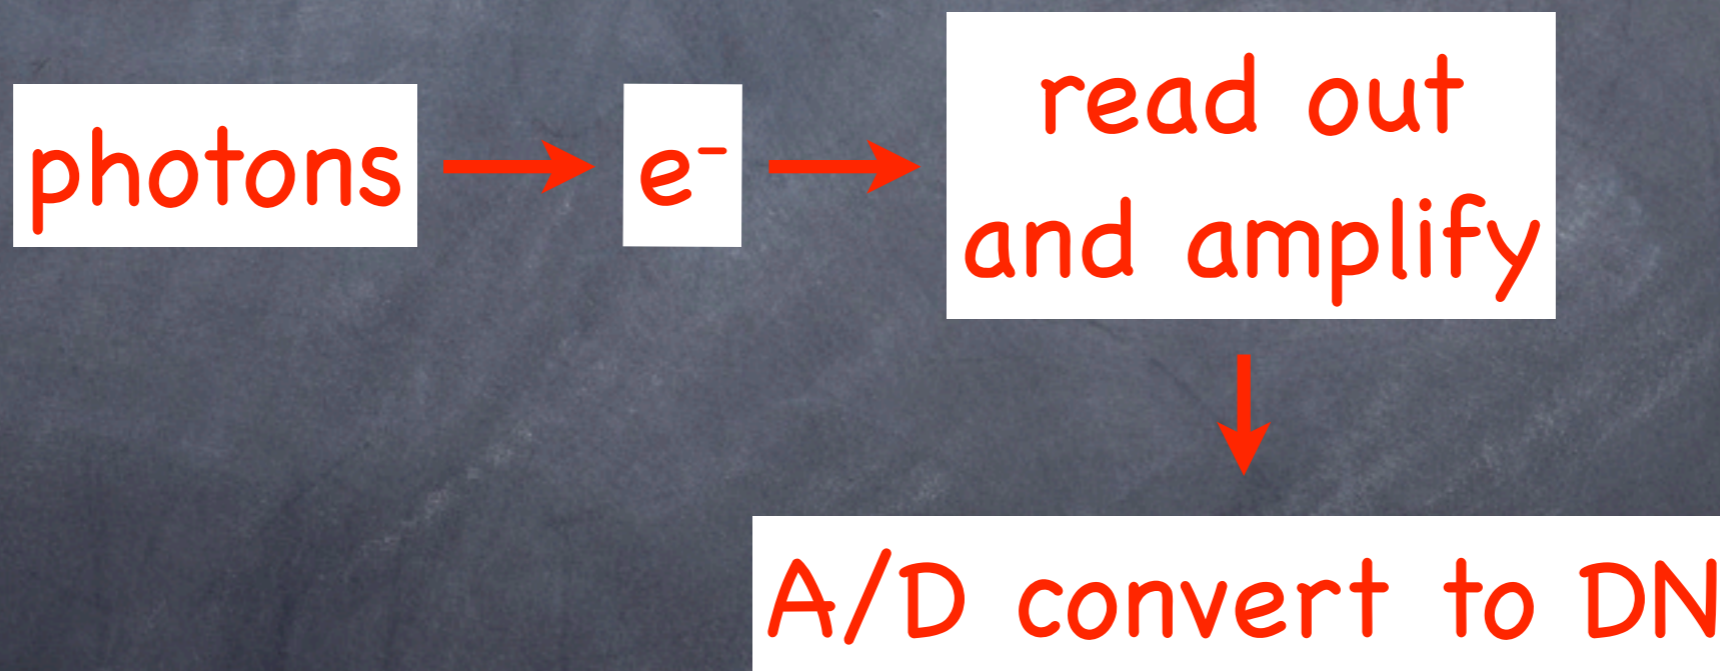 photons
e⁻
read out
and amplify
A/D convert to DN